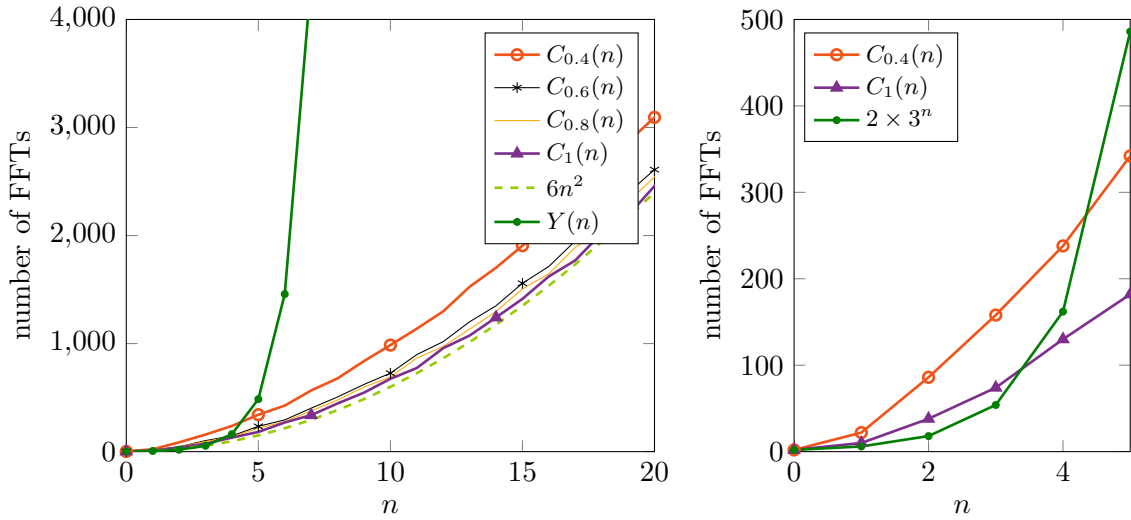 4,000
3,000
2,000
1,000
0
number of FFTs
0
5
10
15
20
n
C_{0.4}(n)
C_{0.6}(n)
C_{0.8}(n)
C_1(n)
6n^2
Y(n)
500
400
300
200
100
0
number of FFTs
0
2
4
n
C_{0.4}(n)
C_1(n)
2 × 3^n